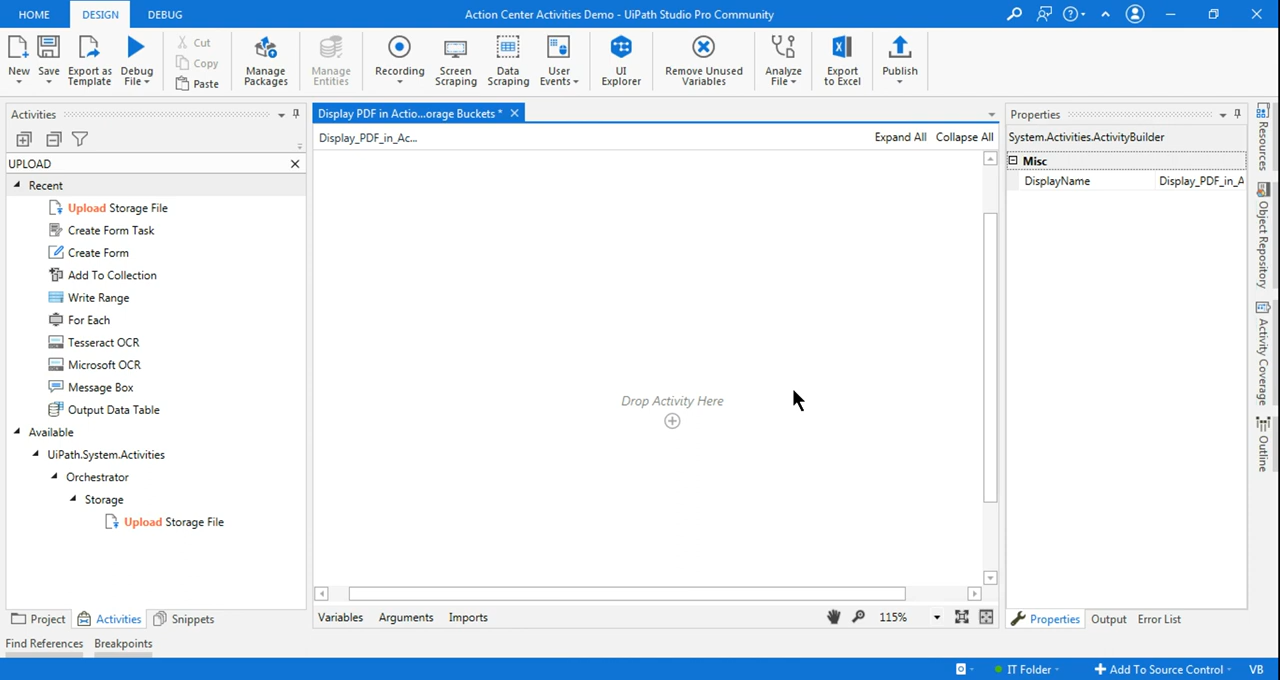 HOME DESIGN DEBUG Action Center Activities Demo - UiPath Studio Pro Community
New Save Export as Template Debug File Cut Copy Paste Manage Packages Manage Entities Recording Screen Scraping Data Scraping User Events UI Explorer Remove Unused Variables Analyze File Export to Excel Publish
Activities
Display PDF in Actio...orage Buckets *
Properties
Display_PDF_in_Ac...
Expand All Collapse All
System.Activities.ActivityBuilder
UPLOAD
Misc
DisplayName Display_PDF_in_A
Recent
Upload Storage File
Create Form Task
Create Form
Add To Collection
Write Range
For Each
Tesseract OCR
Microsoft OCR
Message Box
Output Data Table
Available
UiPath.System.Activities
Orchestrator
Storage
Upload Storage File
Drop Activity Here
Resources
Object Repository
Activity Coverage
Outline
Project Activities Snippets
Variables Arguments Imports 115%
Properties Output Error List
Find References Breakpoints
IT Folder Add To Source Control VB